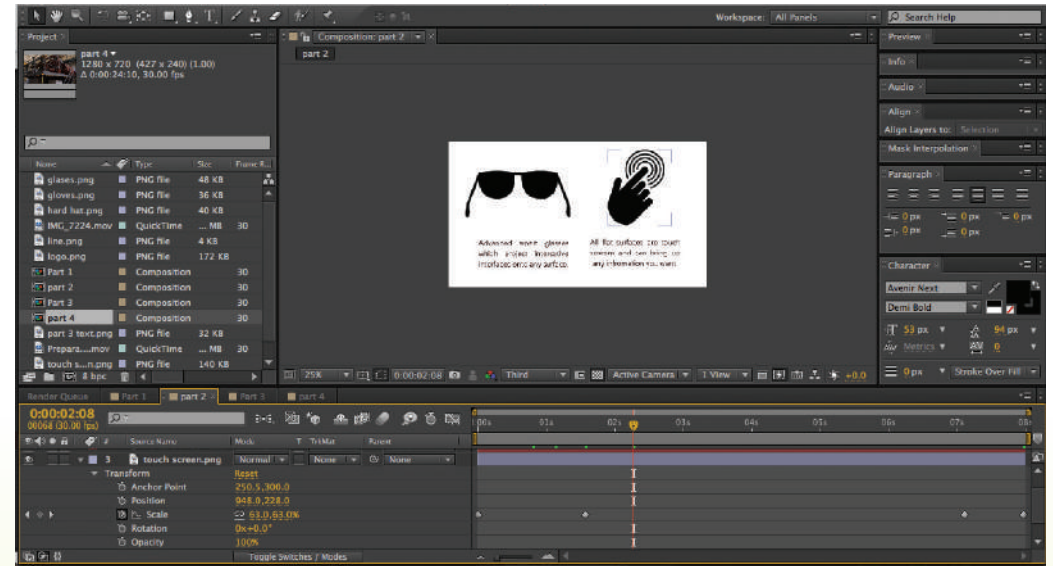 Workspace: All Panels
Search Help
Project
Composition: part 2
Preview
part 4
1280 x 720 (427 x 240) (1.00)
Δ 0:00:24:10, 30.00 fps
part 2
Info
Audio
Align
Align Layers to: Selection
Mask Interpolation
Name Type Size Frame R...
glases.png PNG file 48 KB
gloves.png PNG file 36 KB
hard hat.png PNG file 40 KB
IMG_7224.mov QuickTime ... MB 30
line.png PNG file 4 KB
logo.png PNG file 172 KB
Part 1 Composition 30
part 2 Composition 30
Part 3 Composition 30
part 4 Composition 30
part 3 text.png PNG file 32 KB
Prepara....mov QuickTime ... MB 30
touch s...n.png PNG file 140 KB
8 bpc
Advanced smart glasses
which project interactive
interfaces onto any surface.
All flat surfaces are touch
screens and can bring up
any information you want.
Paragraph
0 px 0 px 0 px
0 px 0 px
Character
Avenir Next
Demi Bold
53 px 94 px
Metrics 0
0 px Stroke Over Fill
25% 0:00:02:08 Third Active Camera 1 View +0.0
Render Queue Part 1 part 2 Part 3 part 4
0:00:02:08
00068 (30.00 fps)
:00s 01s 02s 03s 04s 05s 06s 07s 08s
# Source Name Mode T TrkMat Parent
3 touch screen.png Normal None None
Transform Reset
Anchor Point 250.5,300.0
Position 948.0,228.0
Scale 63.0,63.0%
Rotation 0x+0.0°
Opacity 100%
Toggle Switches / Modes